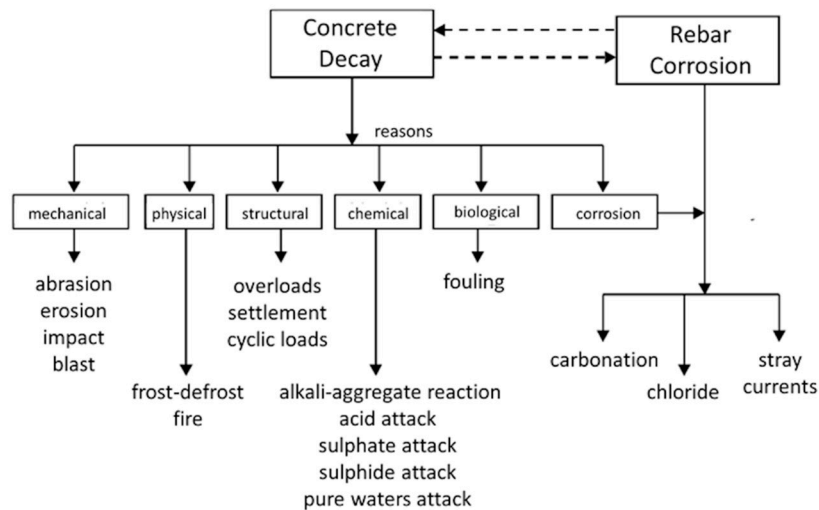 Concrete
Decay
Rebar
Corrosion
reasons
mechanical
physical
structural
chemical
biological
corrosion
abrasion
erosion
impact
blast
overloads
settlement
cyclic loads
fouling
frost-defrost
fire
alkali-aggregate reaction
acid attack
sulphate attack
sulphide attack
pure waters attack
carbonation
chloride
stray
currents